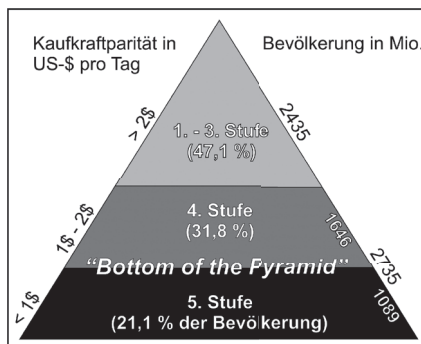 Kaufkraftparität in
US-$ pro Tag
Bevölkerung in Mio.
> 2$
1. - 3. Stufe
(47,1 %)
2435
1$ - 2$
4. Stufe
(31,8 %)
1646
"Bottom of the Pyramid"
2735
< 1$
5. Stufe
(21,1 % der Bevölkerung)
1089